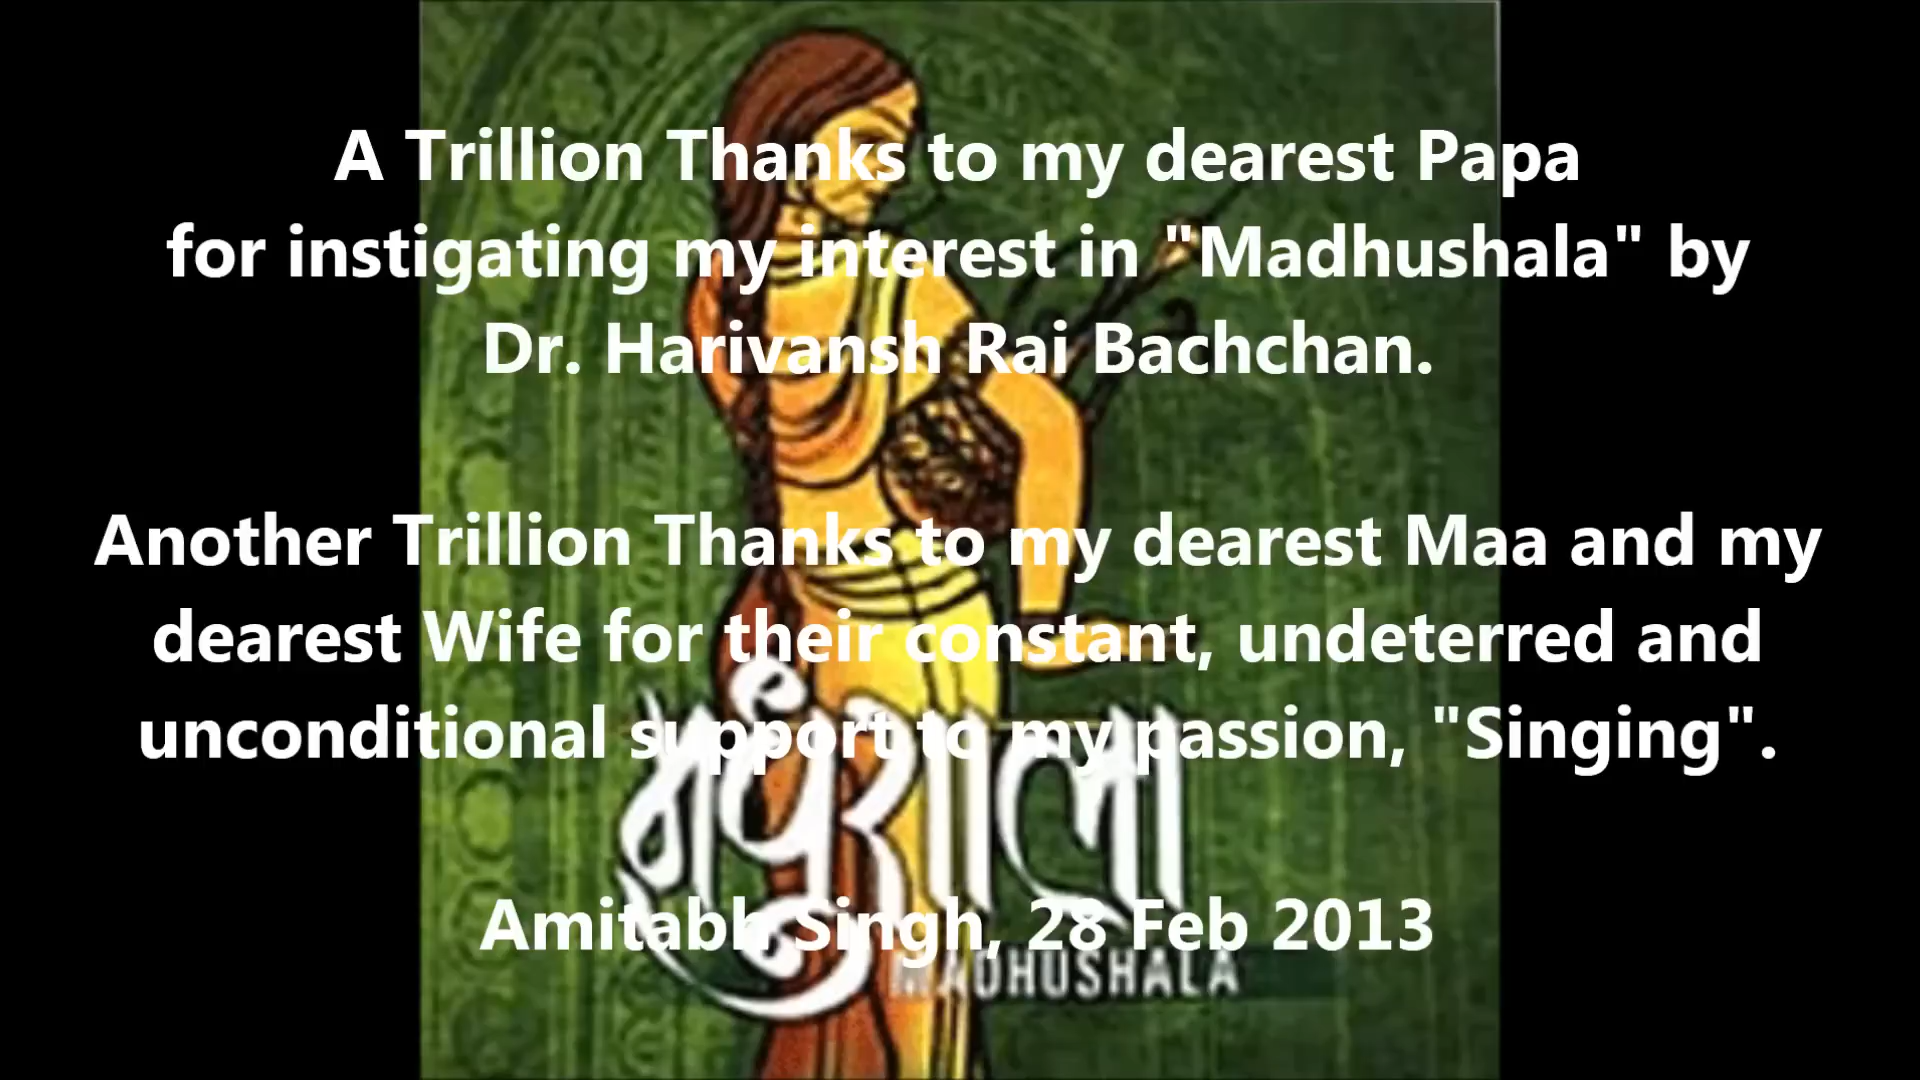 A Trillion Thanks to my dearest Papa
for instigating my interest in "Madhushala" by
Dr. Harivansh Rai Bachchan.
Another Trillion Thanks to my dearest Maa and my
dearest Wife for their constant, undeterred and
unconditional support to my passion, "Singing".
मधुशाला
Amitabh Singh, 28 Feb 2013
MADHUSHALA